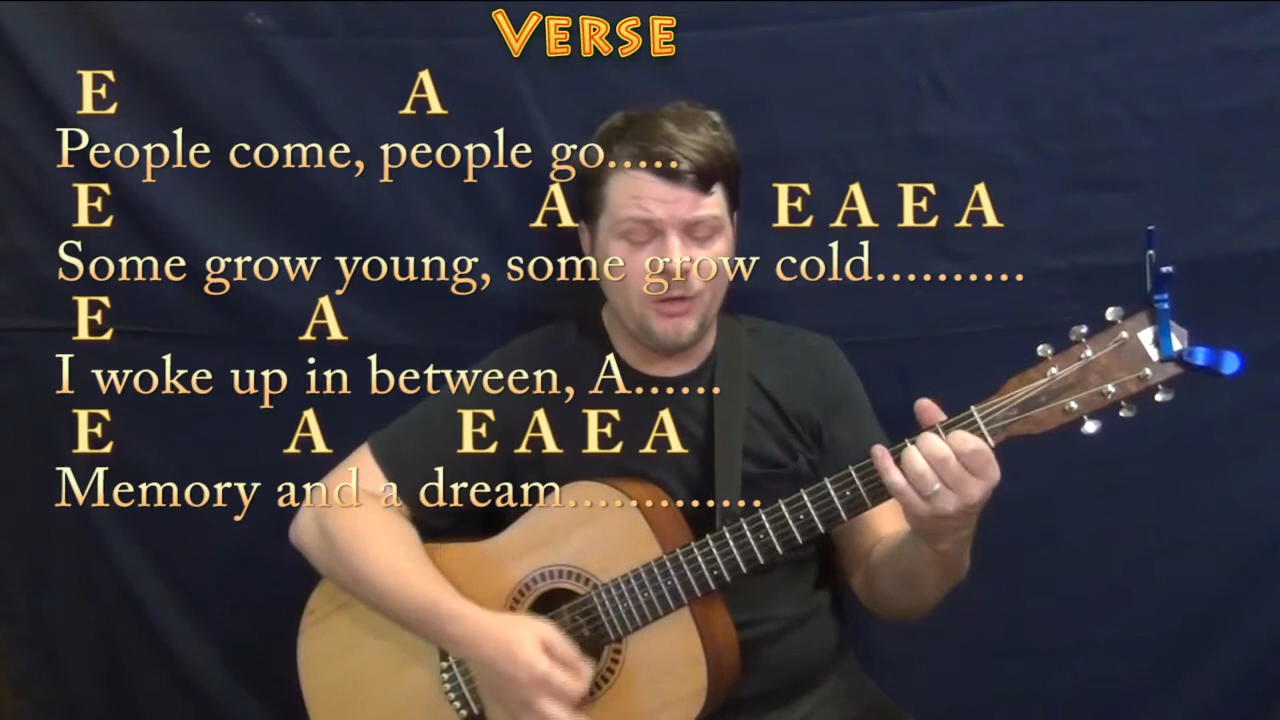 VERSE
E A
People come, people go.....
E A E A E A
Some grow young, some grow cold..........
E A
I woke up in between, A......
E A E A E A
Memory and a dream.............